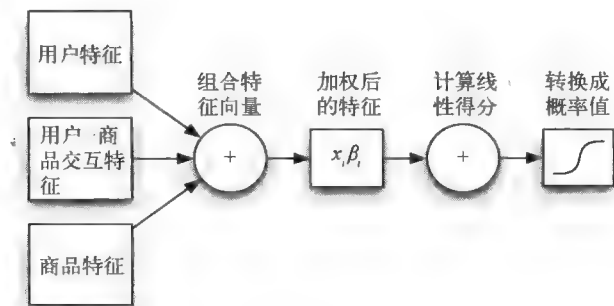 用户特征
用户 商
品交互特
征
商品特征
组合特
征向量
+
加权后
的特征
xᵢβᵢ
计算线
性得分
+
转换成
概率值